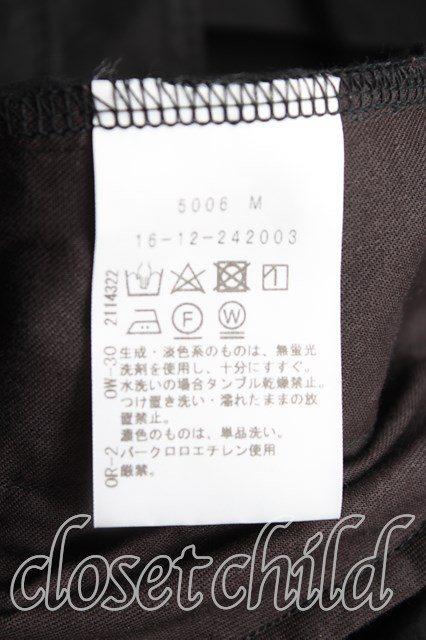 5006 M
16-12-242003
OR-2 OW-30 2114322
生成・淡色系のものは、無蛍光
洗剤を使用し、十分にすすぐ。
水洗いの場合タンブル乾燥禁止。
つけ置き洗い・濡れたままの放
置禁止。
濃色のものは、単品洗い。
パークロロエチレン使用
厳禁。
F
W
closet child